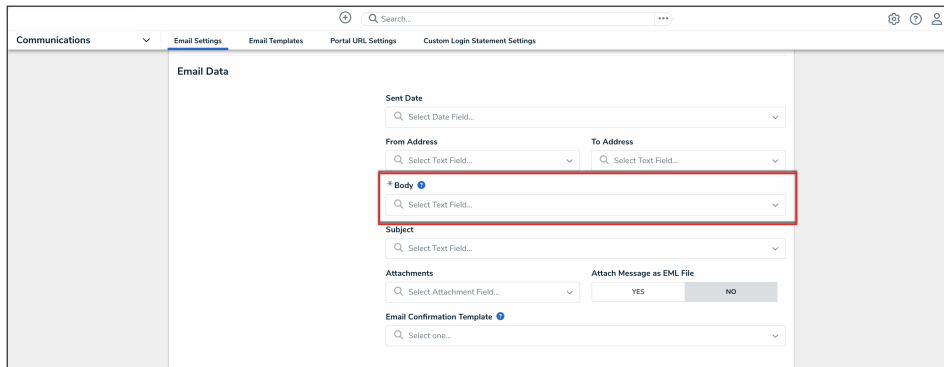 Search...
Communications
Email Settings
Email Templates
Portal URL Settings
Custom Login Statement Settings
Email Data
Sent Date
Select Date Field...
From Address
To Address
Select Text Field...
Select Text Field...
* Body ?
Select Text Field...
Subject
Select Text Field...
Attachments
Attach Message as EML File
Select Attachment Field...
YES
NO
Email Confirmation Template ?
Select one...